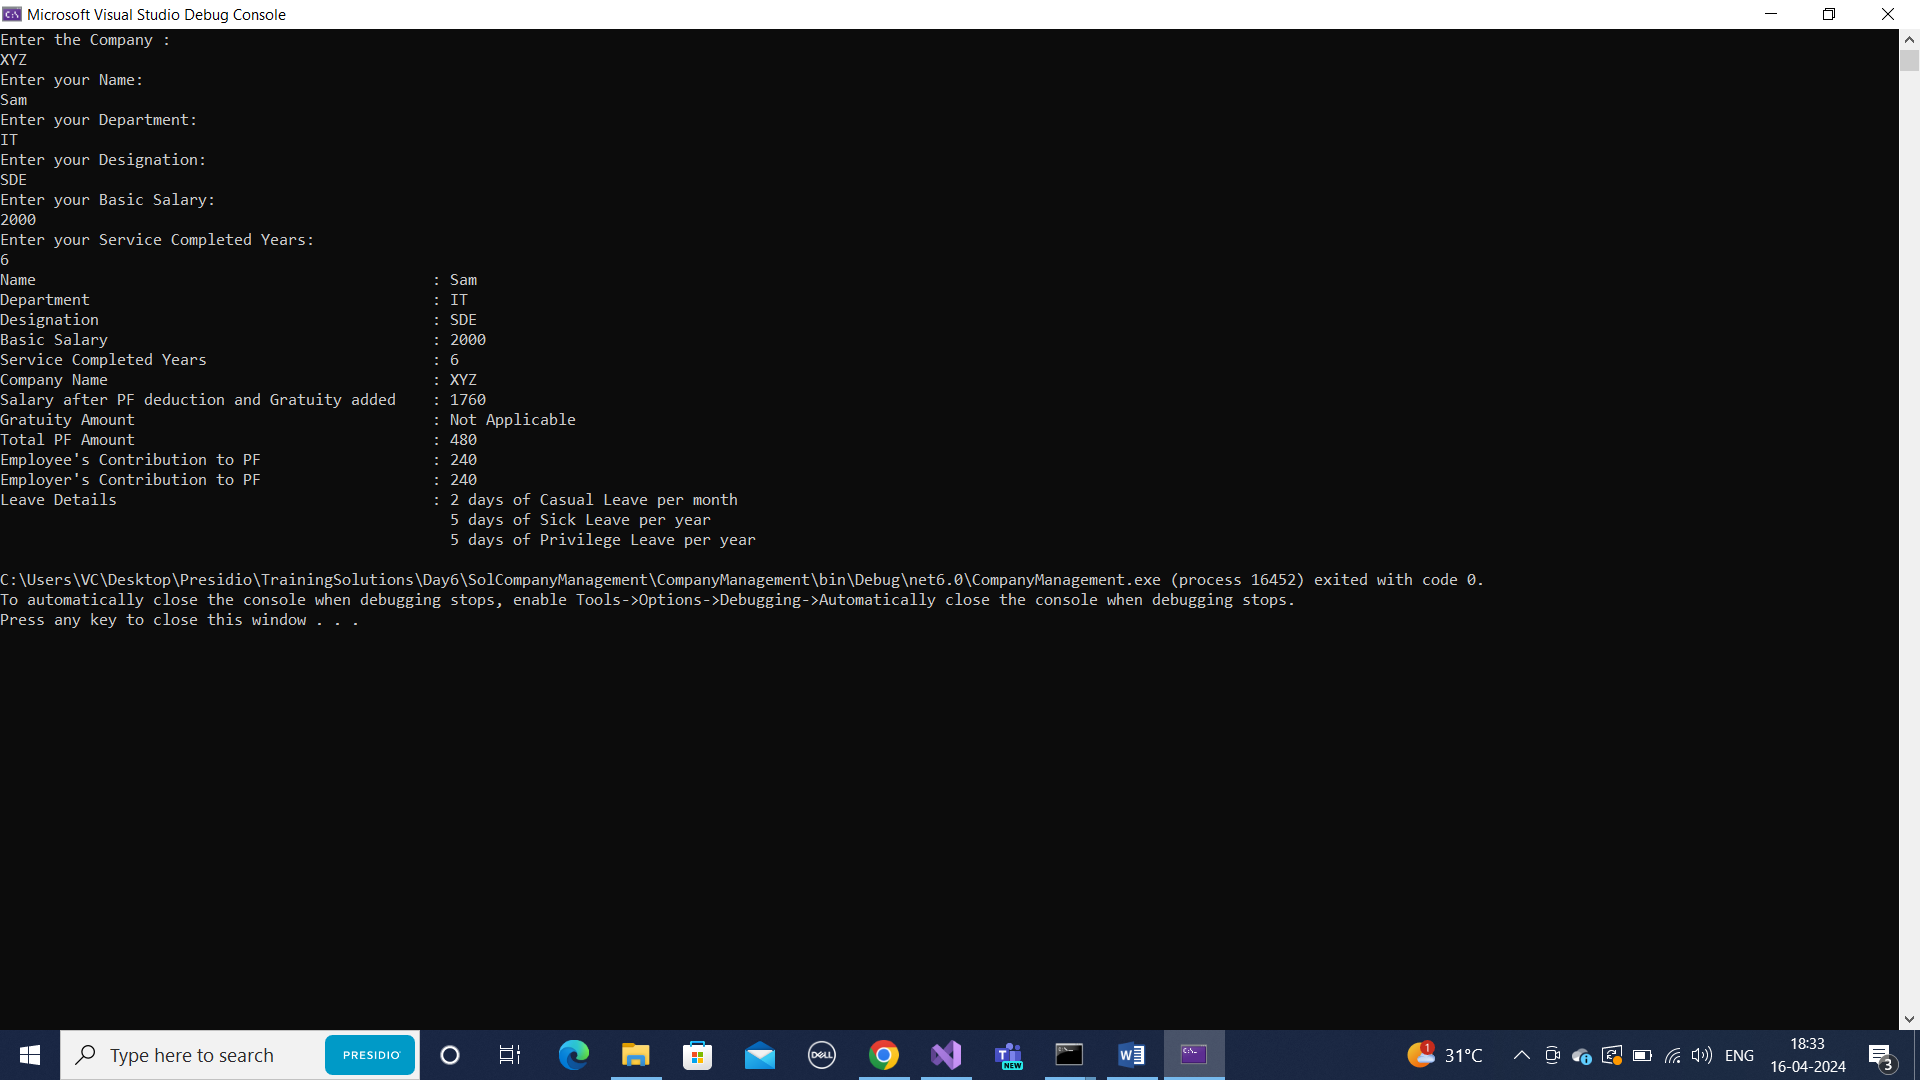 Microsoft Visual Studio Debug Console
Enter the Company :
XYZ
Enter your Name:
Sam
Enter your Department:
IT
Enter your Designation:
SDE
Enter your Basic Salary:
2000
Enter your Service Completed Years:
6
Name : Sam
Department : IT
Designation : SDE
Basic Salary : 2000
Service Completed Years : 6
Company Name : XYZ
Salary after PF deduction and Gratuity added : 1760
Gratuity Amount : Not Applicable
Total PF Amount : 480
Employee's Contribution to PF : 240
Employer's Contribution to PF : 240
Leave Details : 2 days of Casual Leave per month
5 days of Sick Leave per year
5 days of Privilege Leave per year
C:\Users\VC\Desktop\Presidio\TrainingSolutions\Day6\SolCompanyManagement\CompanyManagement\bin\Debug\net6.0\CompanyManagement.exe (process 16452) exited with code 0.
To automatically close the console when debugging stops, enable Tools->Options->Debugging->Automatically close the console when debugging stops.
Press any key to close this window . . .
Type here to search PRESIDIO DELL NEW 1 31°C ENG 18:33
16-04-2024 3